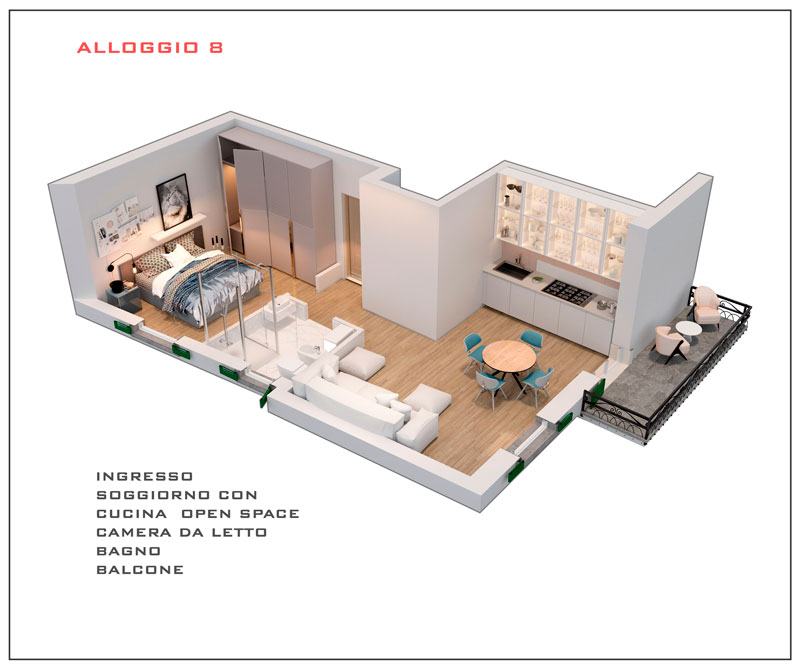 ALLOGGIO 8
INGRESSO
SOGGIORNO CON
CUCINA OPEN SPACE
CAMERA DA LETTO
BAGNO
BALCONE